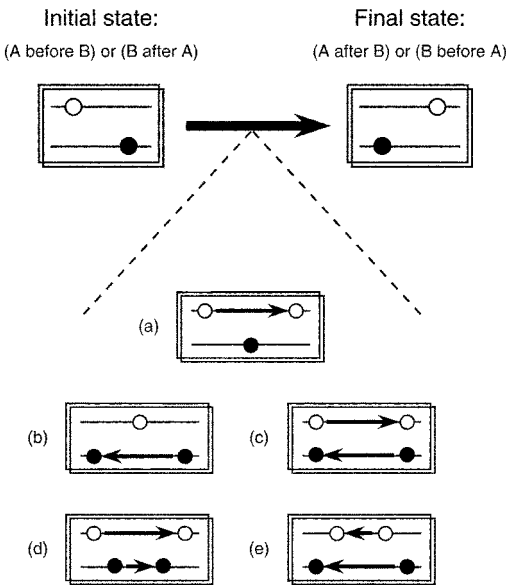 Initial state:
Final state:
(A before B) or (B after A)
(A after B) or (B before A)
(a)
(b)
(c)
(d)
(e)